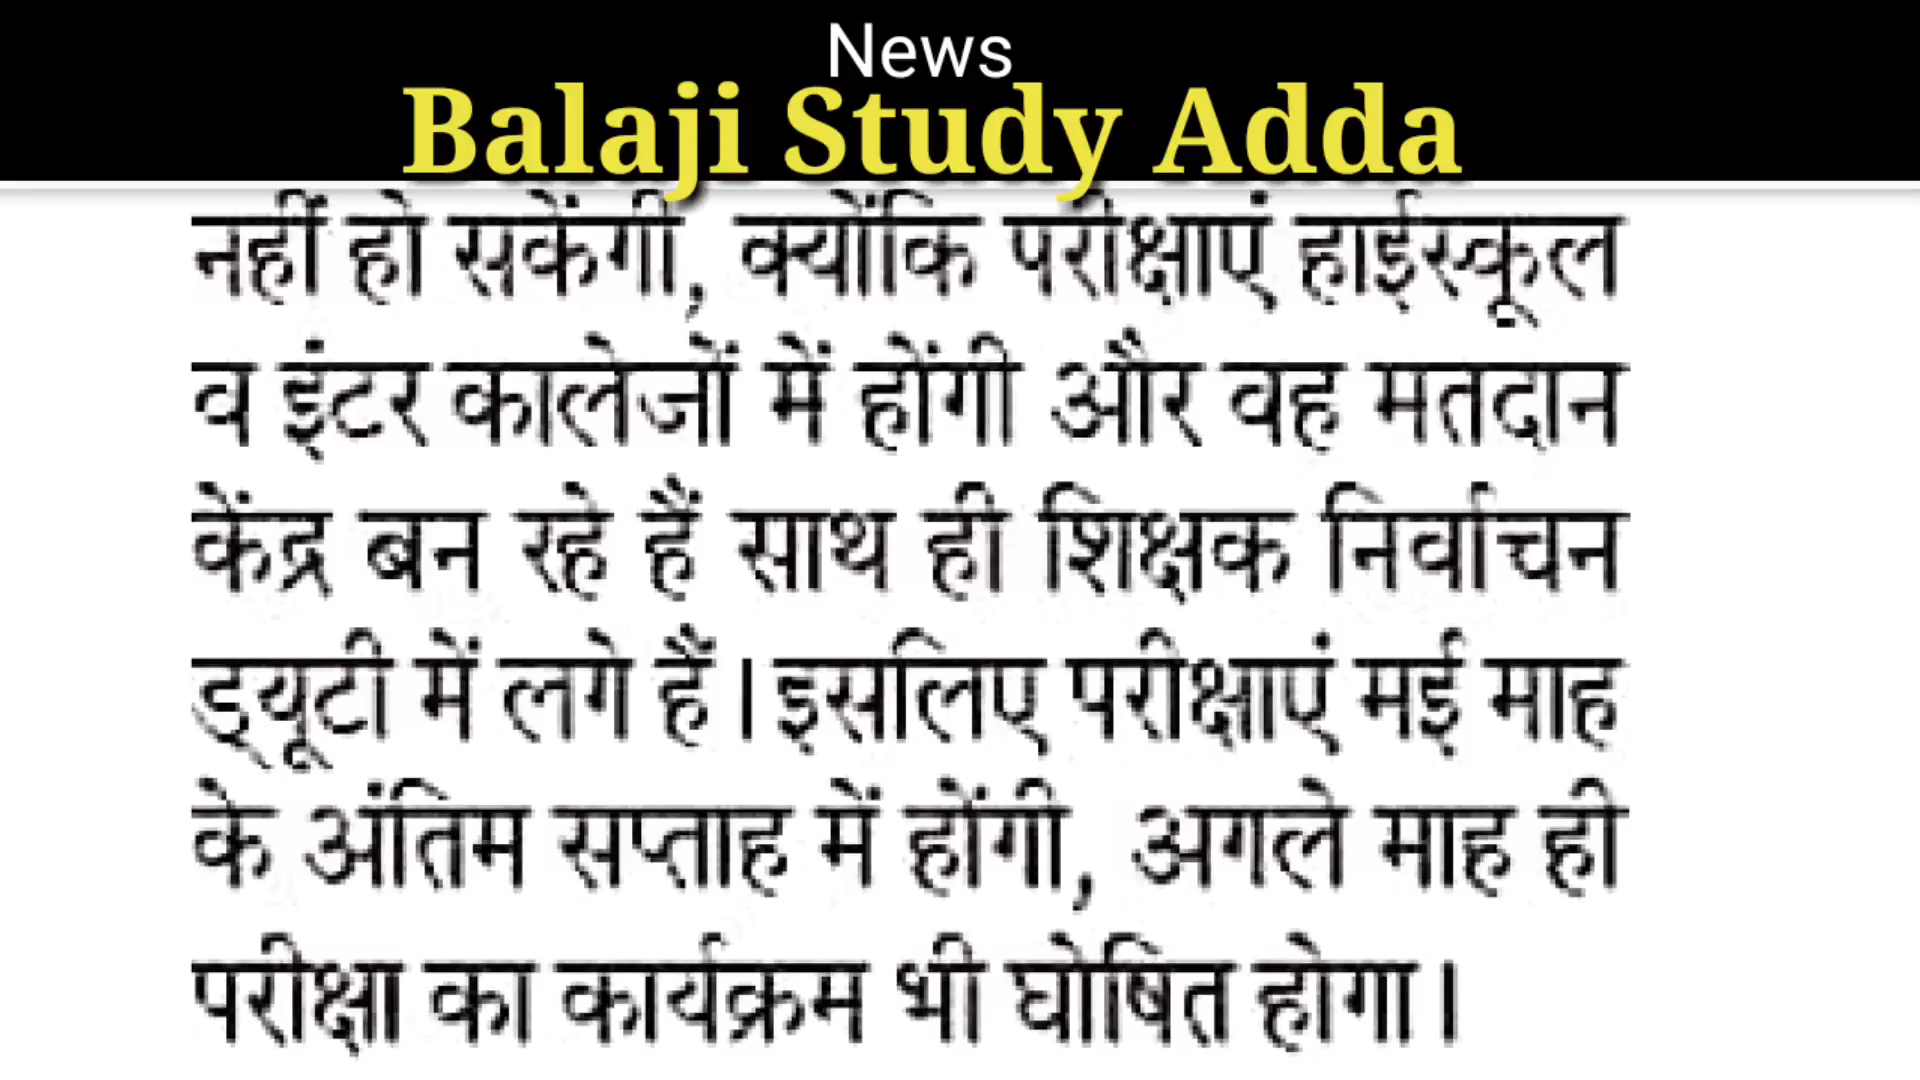 News
Balaji Study Adda
नहीं हो सकेंगी, क्योंकि परीक्षाएं हाईस्कूल
व इंटर कालेजों में होंगी और वह मतदान
केंद्र बन रहे हैं साथ ही शिक्षक निर्वाचन
ड्यूटी में लगे हैं। इसलिए परीक्षाएं मई माह
के अंतिम सप्ताह में होंगी, अगले माह ही
परीक्षा का कार्यक्रम भी घोषित होगा।